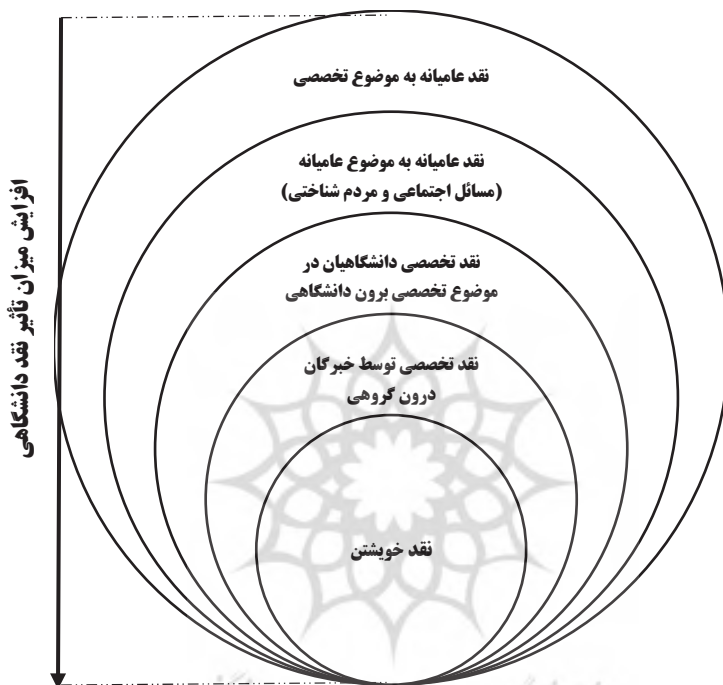 نقد عامیانه به موضوع تخصصی
نقد عامیانه به موضوع عامیانه
(مسائل اجتماعی و مردم شناختی)
نقد تخصصی دانشگاهیان در
موضوع تخصصی برون دانشگاهی
نقد تخصصی توسط خبرگان
درون گروهی
نقد خویشتن
افزایش میزان تأثیر نقد دانشگاهی